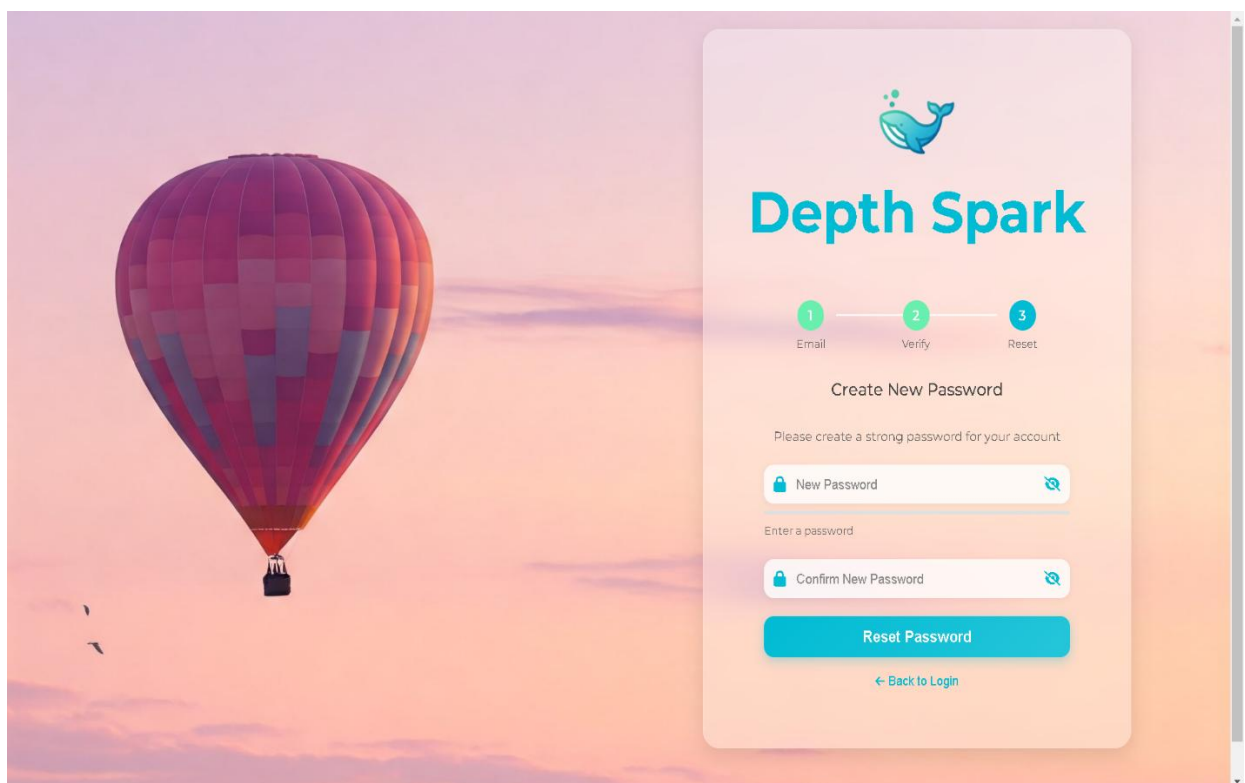 Depth Spark
1 2 3
Email Verify Reset
Create New Password
Please create a strong password for your account
New Password
Enter a password
Confirm New Password
Reset Password
← Back to Login